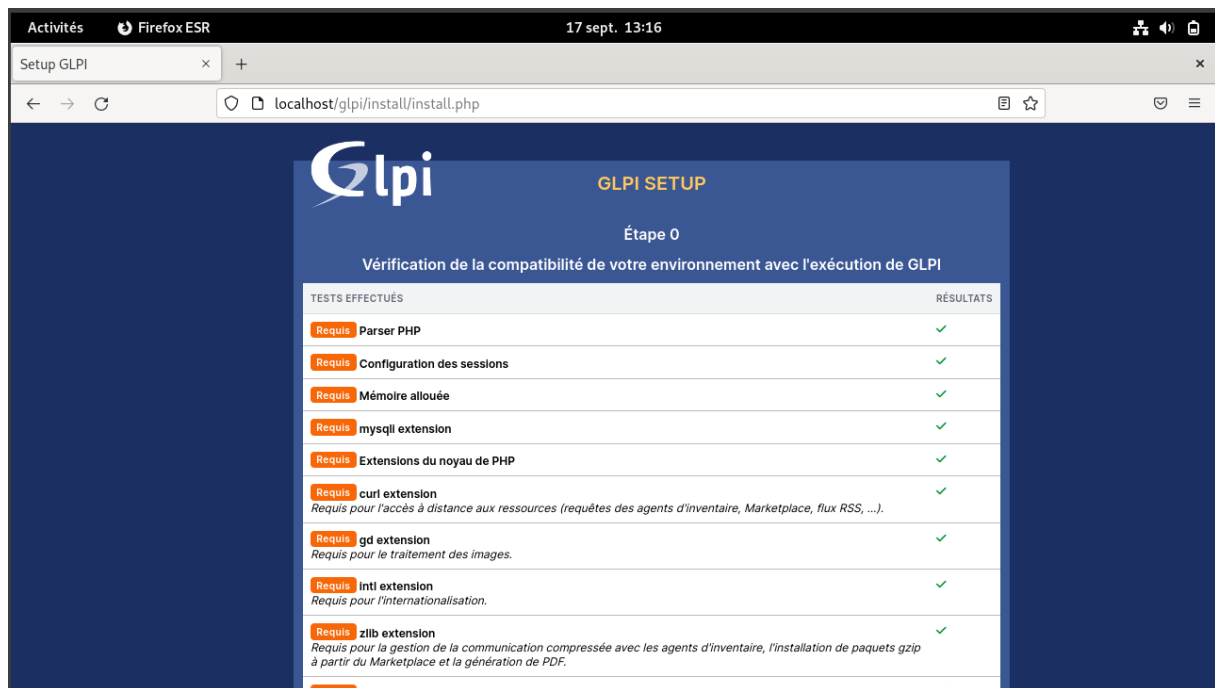 Activités Firefox ESR 17 sept. 13:16
Setup GLPI
localhost/glpi/install/install.php
Glpi
GLPI SETUP
Étape 0
Vérification de la compatibilité de votre environnement avec l'exécution de GLPI
TESTS EFFECTUÉS RÉSULTATS
Requis Parser PHP
Requis Configuration des sessions
Requis Mémoire allouée
Requis mysqli extension
Requis Extensions du noyau de PHP
Requis curl extension
Requis pour l'accès à distance aux ressources (requêtes des agents d'inventaire, Marketplace, flux RSS, ...).
Requis gd extension
Requis pour le traitement des images.
Requis intl extension
Requis pour l'internationalisation.
Requis zlib extension
Requis pour la gestion de la communication compressée avec les agents d'inventaire, l'installation de paquets gzip
à partir du Marketplace et la génération de PDF.